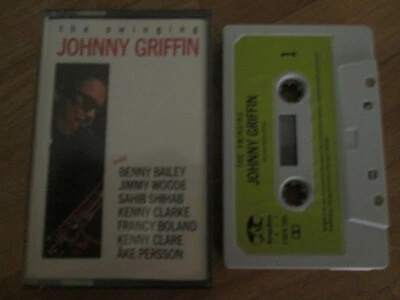 the swinging
JOHNNY GRIFFIN
BENNY BAILEY
JIMMY WOODE
SAHIB SHIHAB
KENNY CLARKE
FRANCY BOLAND
KENNY CLARE
ÅKE PERSSON
1
THE SWINGING
JOHNNY GRIFFIN